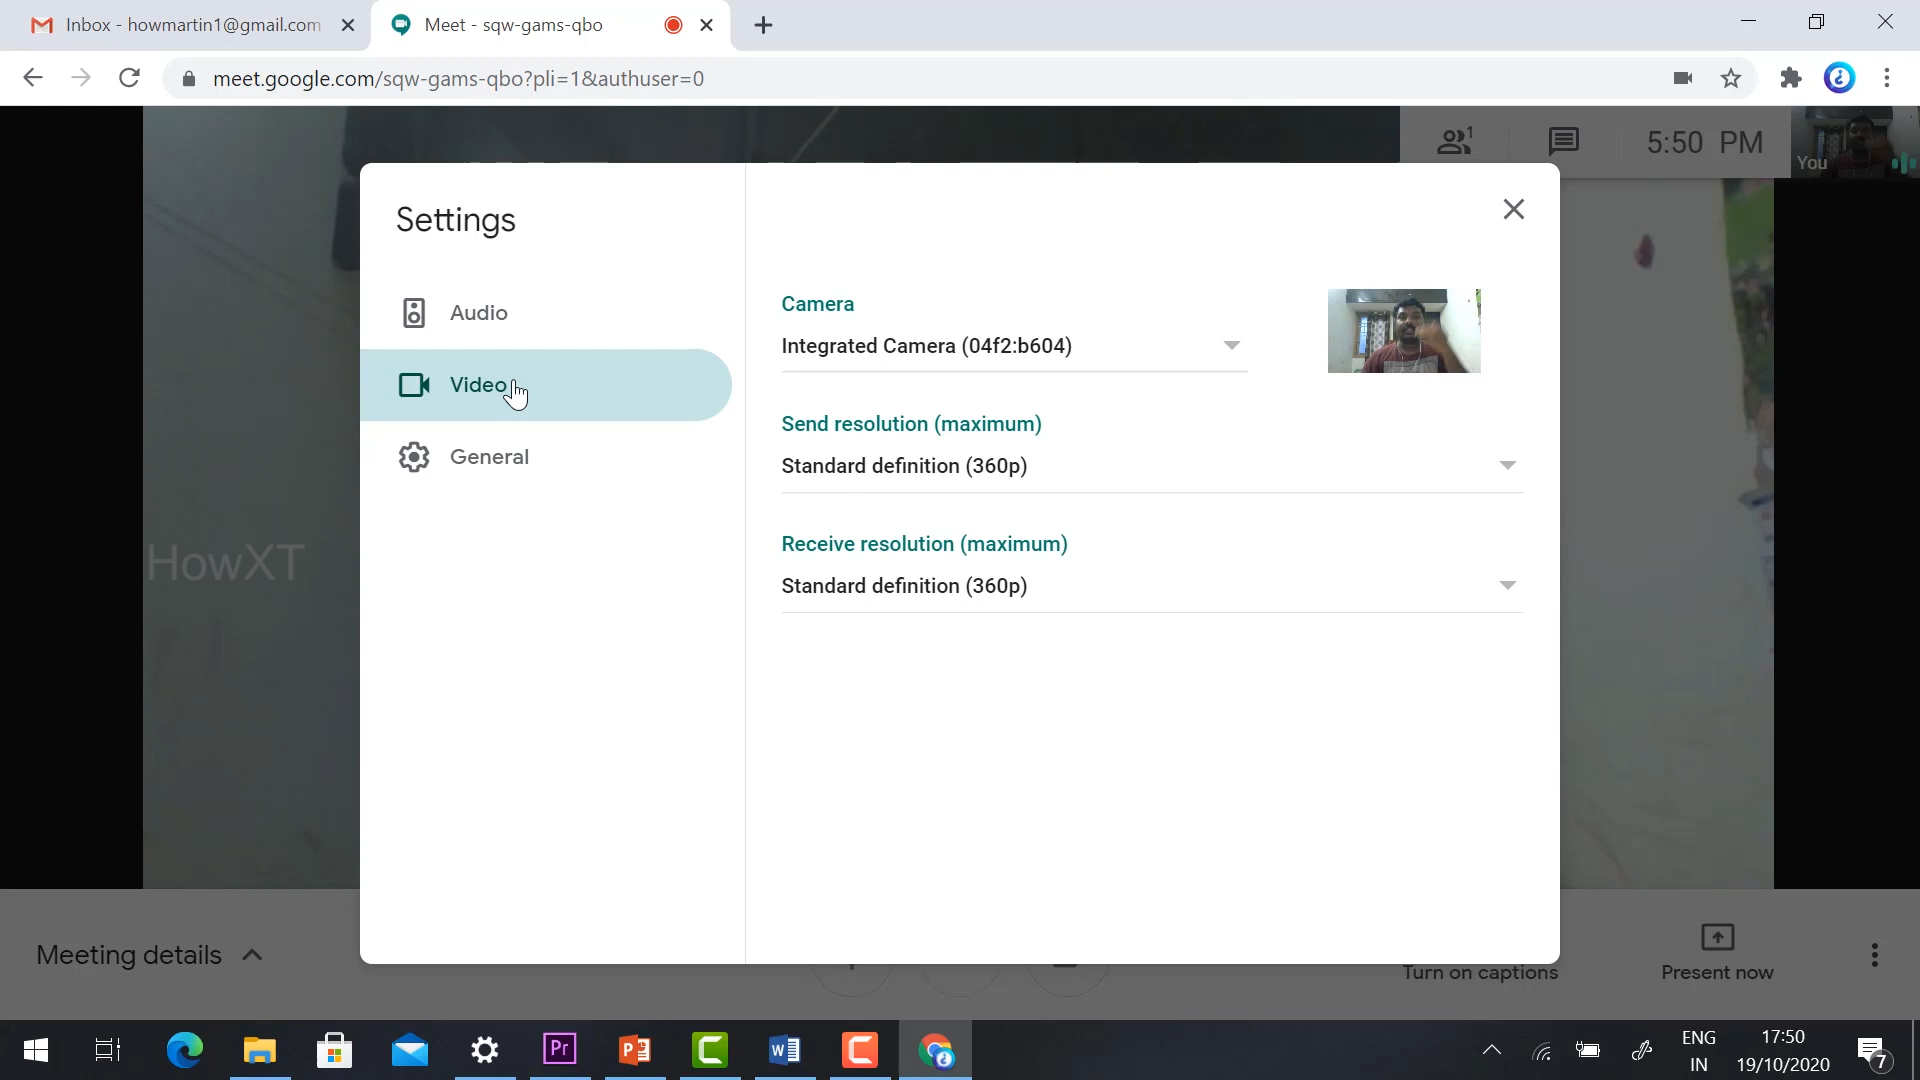 Inbox - howmartin1@gmail.com
Meet - sqw-gams-qbo
meet.google.com/sqw-gams-qbo?pli=1&authuser=0
1
5:50 PM
You
Settings
Audio
Video
General
Camera
Integrated Camera (04f2:b604)
Send resolution (maximum)
Standard definition (360p)
Receive resolution (maximum)
Standard definition (360p)
HowXT
Meeting details
Turn on captions
Present now
Pr
ENG
IN
17:50
19/10/2020
7